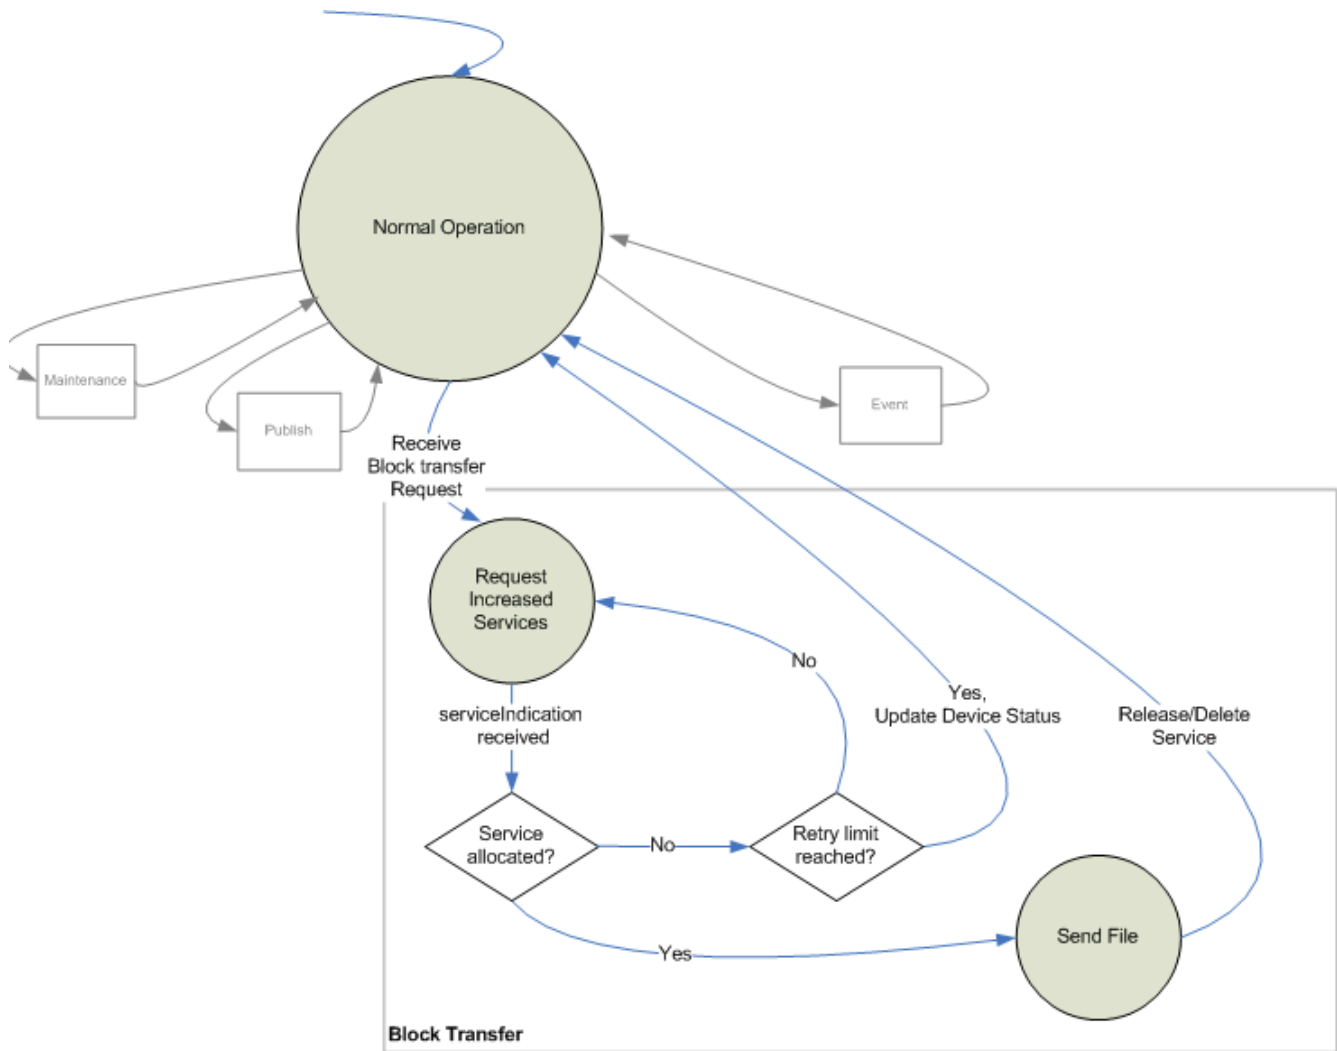 Normal Operation
Maintenance
Publish
Event
Receive
Block transfer
Request
Request
Increased
Services
No
serviceIndication
received
Yes,
Update Device Status
Release/Delete
Service
Service
allocated?
No
Retry limit
reached?
Send File
Yes
Block Transfer